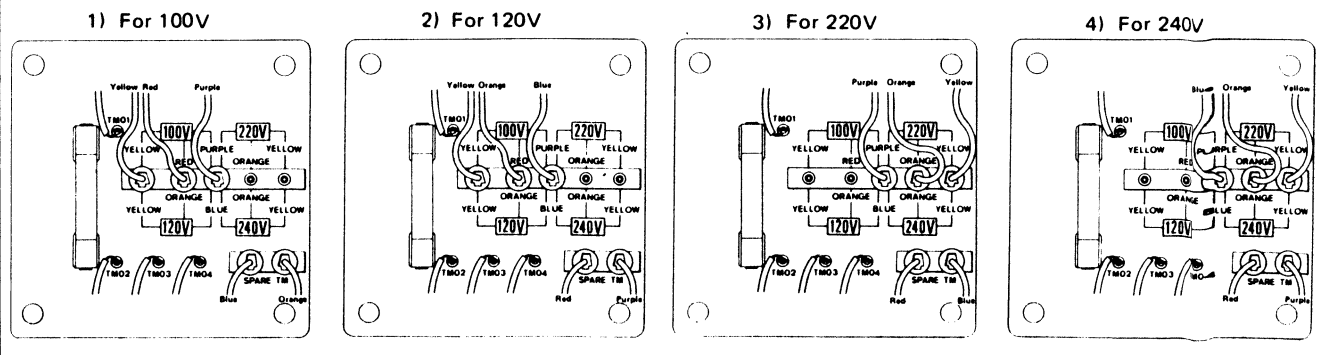 1) For 100V
Yellow Red Purple
TM01
100V 220V
YELLOW PURPLE YELLOW
RED ORANGE
ORANGE
YELLOW BLUE YELLOW
120V 240V
TM02 TM03 TM04
SPARE TM
Blue Orange
2) For 120V
Yellow Orange Blue
TM01
100V 220V
YELLOW PURPLE YELLOW
RED ORANGE
ORANGE
YELLOW BLUE YELLOW
120V 240V
TM02 TM03 TM04
SPARE TM
Red Purple
3) For 220V
Purple Orange Yellow
TM01
100V 220V
YELLOW PURPLE YELLOW
RED ORANGE
ORANGE
YELLOW BLUE YELLOW
120V 240V
TM02 TM03 TM04
SPARE TM
Red Blue
4) For 240V
Blue Orange Yellow
TM01
100V 220V
YELLOW PURPLE YELLOW
RED ORANGE
ORANGE
YELLOW BLUE YELLOW
120V 240V
TM02 TM03
SPARE TM
Red Purple